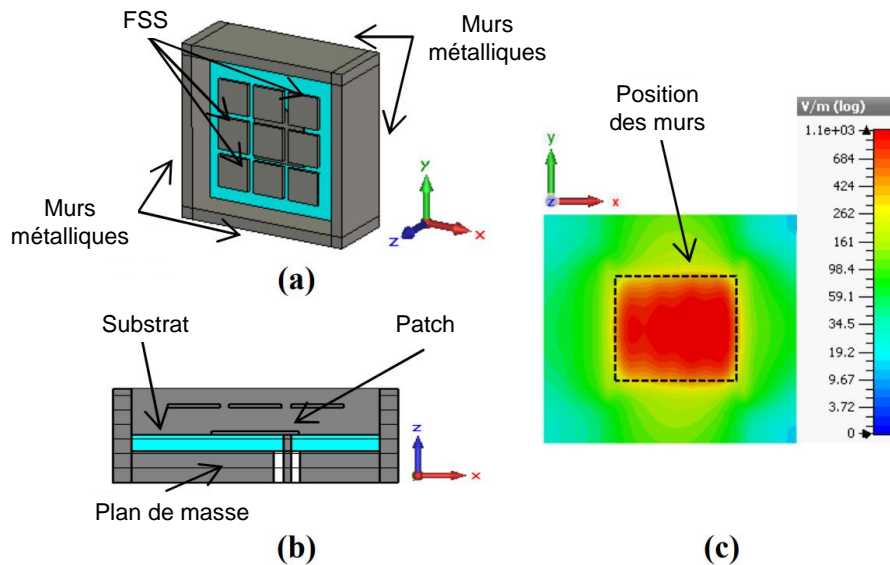 FSS
Murs
métalliques
Murs
métalliques
Y
X
Z
(a)
Substrat
Patch
Plan de masse
z
x
(b)
Position
des murs
y
z
x
V/m (log)
1.1e+03
684
424
262
161
98.4
59.1
34.5
19.2
9.67
3.72
0
(c)